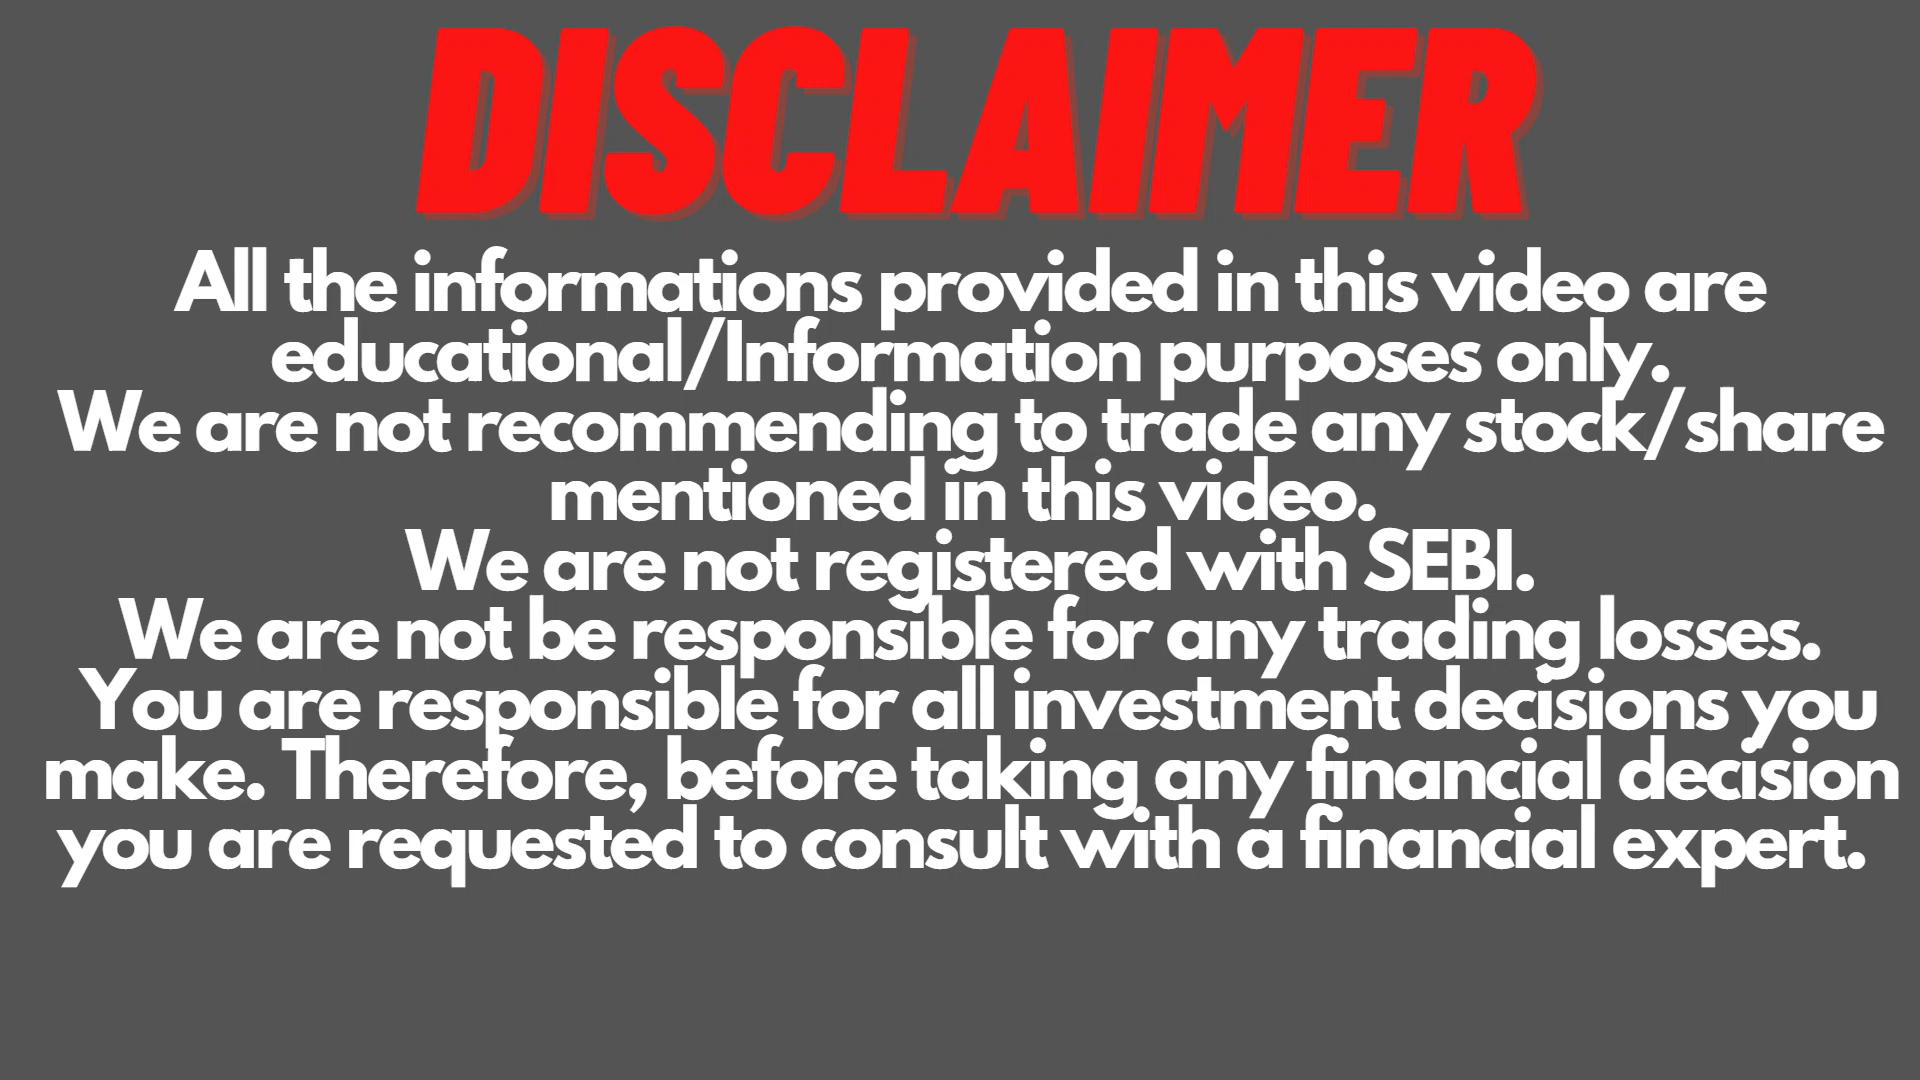 DISCLAIMER
All the informations provided in this video are
educational/Information purposes only.
We are not recommending to trade any stock/share
mentioned in this video.
We are not registered with SEBI.
We are not be responsible for any trading losses.
You are responsible for all investment decisions you
make. Therefore, before taking any financial decision
you are requested to consult with a financial expert.